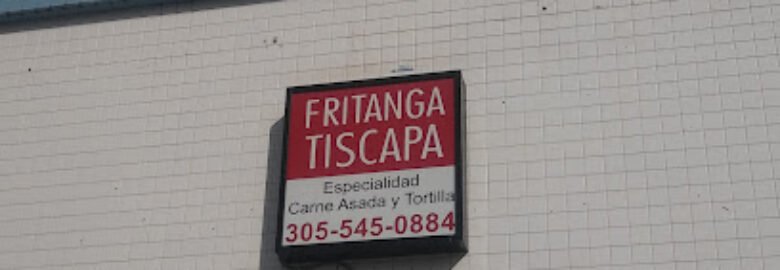 FRITANGA
TISCAPA
Especialidad
Carne Asada y Tortilla
305-545-0884